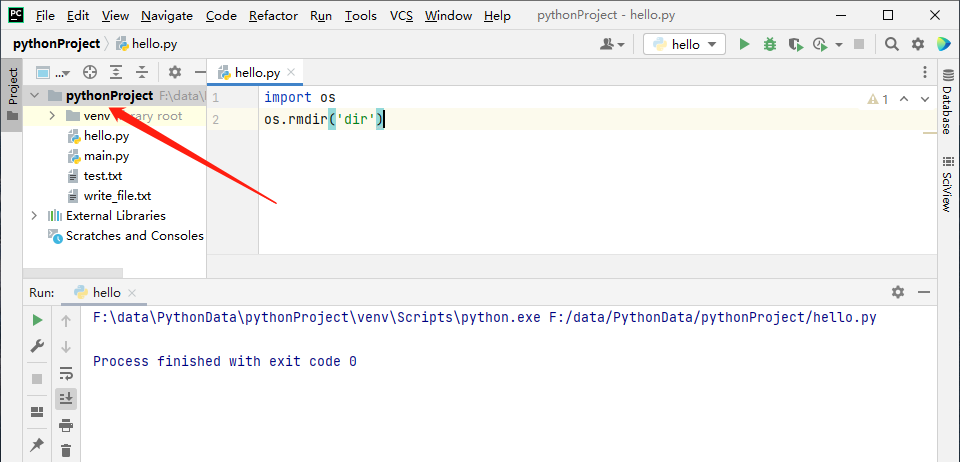 PC File Edit View Navigate Code Refactor Run Tools VCS Window Help pythonProject - hello.py
pythonProject hello.py hello
Project
... hello.py
pythonProject F:\data\
venv rary root
hello.py
main.py
test.txt
write_file.txt
External Libraries
Scratches and Consoles
1 import os
2 os.rmdir('dir')
1
Database
SciView
Run: hello
F:\data\PythonData\pythonProject\venv\Scripts\python.exe F:/data/PythonData/pythonProject/hello.py
Process finished with exit code 0